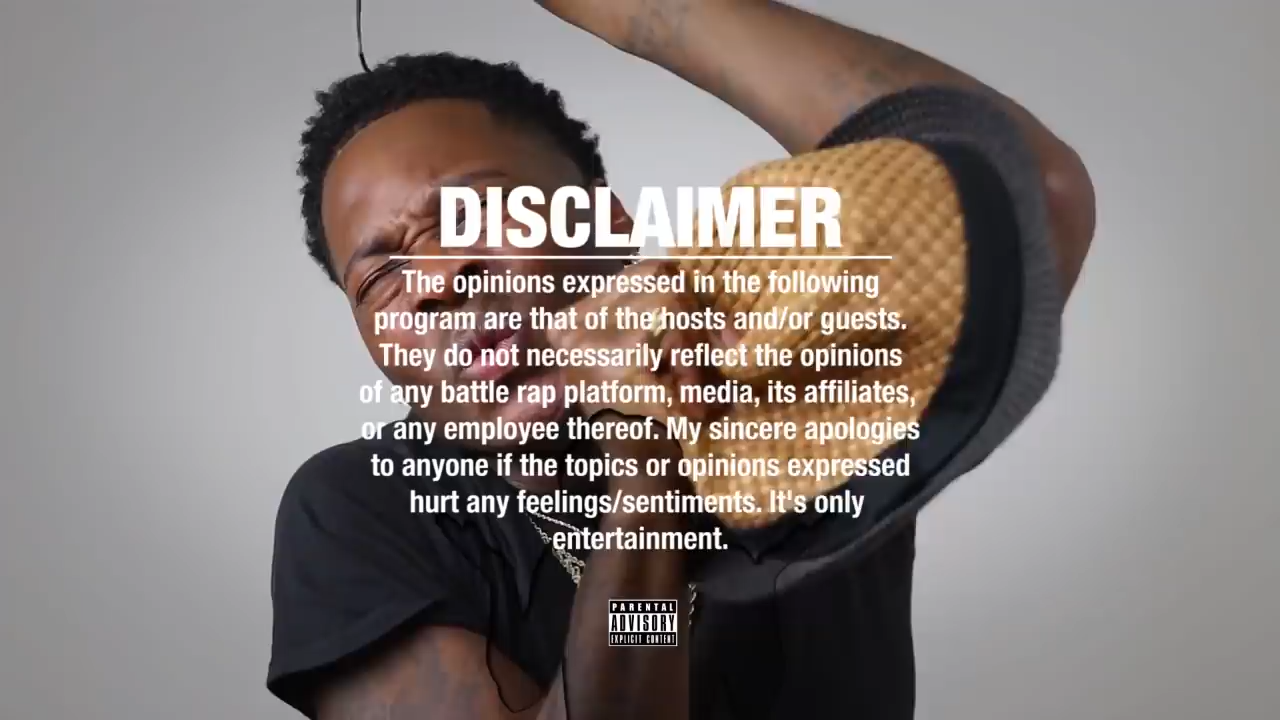 DISCLAIMER
The opinions expressed in the following
program are that of the hosts and/or guests.
They do not necessarily reflect the opinions
of any battle rap platform, media, its affiliates,
or any employee thereof. My sincere apologies
to anyone if the topics or opinions expressed
hurt any feelings/sentiments. It's only
entertainment.
PARENTAL
ADVISORY
EXPLICIT CONTENT